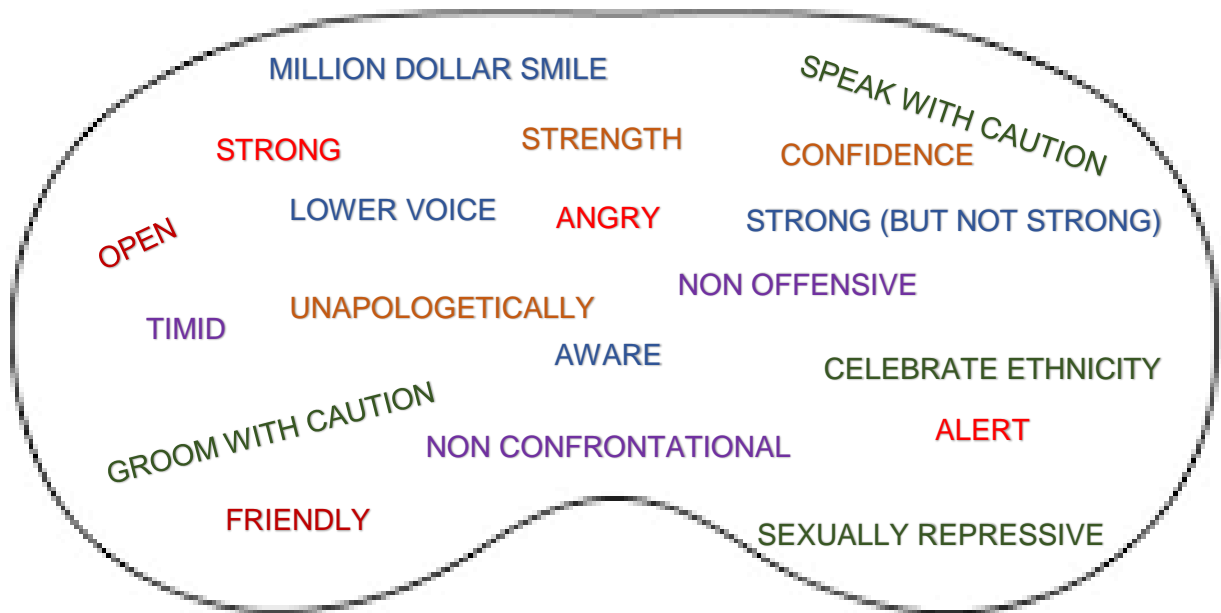 MILLION DOLLAR SMILE
SPEAK WITH CAUTION
STRONG
STRENGTH
CONFIDENCE
OPEN
LOWER VOICE
ANGRY
STRONG (BUT NOT STRONG)
NON OFFENSIVE
TIMID
UNAPOLOGETICALLY
AWARE
CELEBRATE ETHNICITY
GROOM WITH CAUTION
NON CONFRONTATIONAL
ALERT
FRIENDLY
SEXUALLY REPRESSIVE